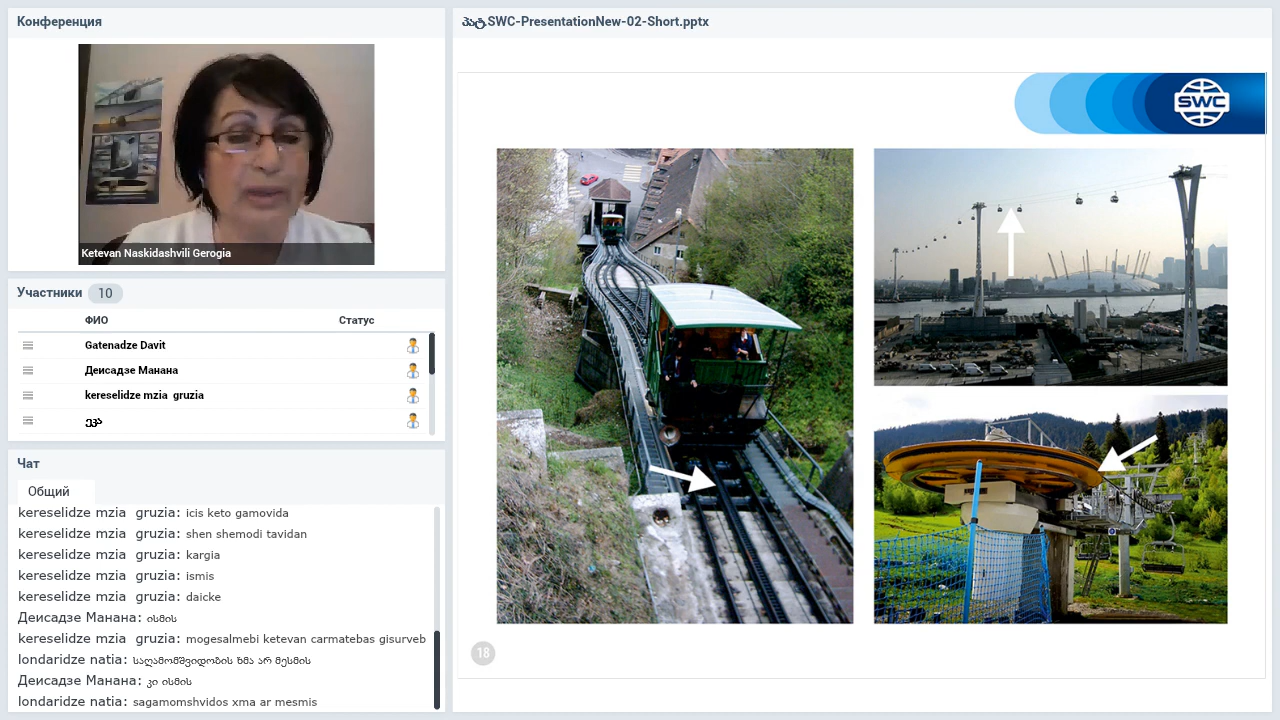 Конференция
Ketevan Naskidashvili Gerogia
Участники 10
ФИО Статус
Gatenadze Davit
Деисадзе Манана
kereselidze mzia gruzia
ევა
Чат
Общий
kereselidze mzia gruzia: icis keto gamovida
kereselidze mzia gruzia: shen shemodi tavidan
kereselidze mzia gruzia: kargia
kereselidze mzia gruzia: ismis
kereselidze mzia gruzia: daicke
Деисадзе Манана: ისმის
kereselidze mzia gruzia: mogesalmebi ketevan carmatebas gisurveb
londaridze natia: საღამომშვიდობის ხმა არ მესმის
Деисадзе Манана: კი ისმის
londaridze natia: sagamomshvidos xma ar mesmis
პატ.SWC-PresentationNew-02-Short.pptx
SWC
18